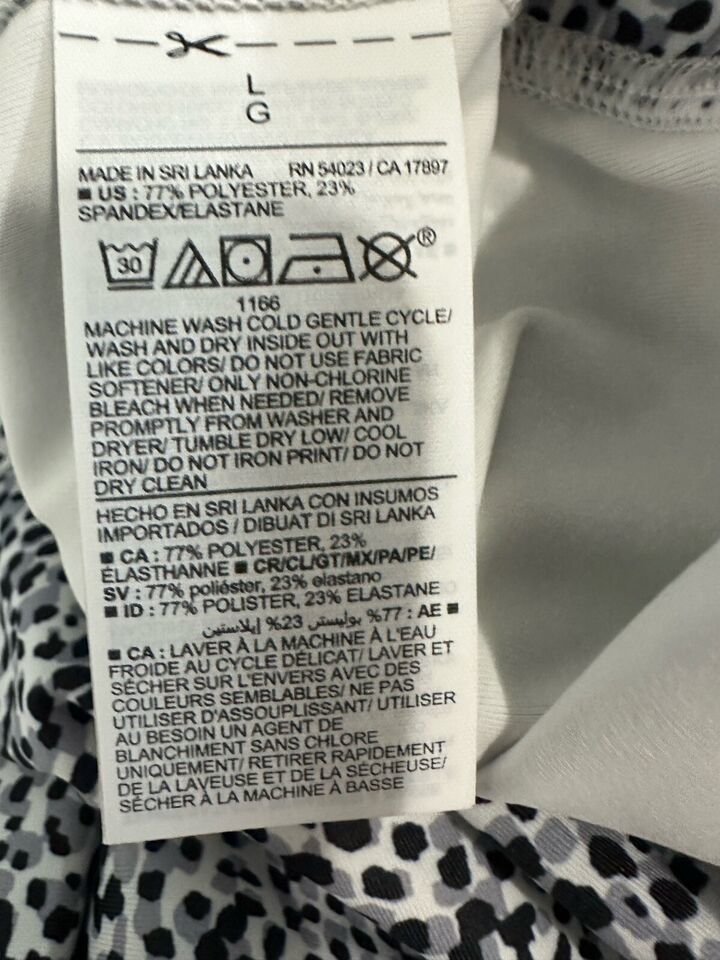 L
G
MADE IN SRI LANKA RN 54023 / CA 17897
■ US : 77% POLYESTER, 23%
SPANDEX/ELASTANE
30 ®
1166
MACHINE WASH COLD GENTLE CYCLE/
WASH AND DRY INSIDE OUT WITH
LIKE COLORS/ DO NOT USE FABRIC
SOFTENER/ ONLY NON-CHLORINE
BLEACH WHEN NEEDED/ REMOVE
PROMPTLY FROM WASHER AND
DRYER/ TUMBLE DRY LOW/ COOL
IRON/ DO NOT IRON PRINT/ DO NOT
DRY CLEAN
HECHO EN SRI LANKA CON INSUMOS
IMPORTADOS / DIBUAT DI SRI LANKA
■ CA : 77% POLYESTER, 23%
ÉLASTHANNE ■ CR/CL/GT/MX/PA/PE/
SV : 77% poliéster, 23% elastano
■ ID : 77% POLISTER, 23% ELASTANE
■ AE : 77% بوليستر 23% إيلاستين
■ CA : LAVER À LA MACHINE À L'EAU
FROIDE AU CYCLE DÉLICAT/ LAVER ET
SÉCHER SUR L'ENVERS AVEC DES
COULEURS SEMBLABLES/ NE PAS
UTILISER D'ASSOUPLISSANT/ UTILISER
AU BESOIN UN AGENT DE
BLANCHIMENT SANS CHLORE
UNIQUEMENT/ RETIRER RAPIDEMENT
DE LA LAVEUSE ET DE LA SÉCHEUSE/
SÉCHER À LA MACHINE À BASSE